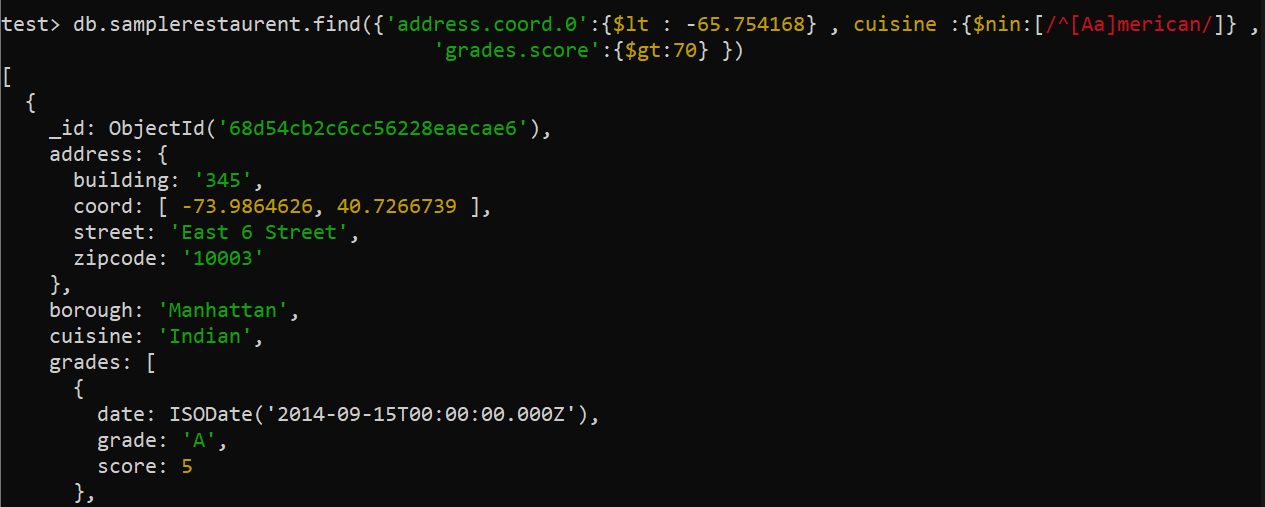 test> db.samplerestaurent.find({'address.coord.0':{$lt : -65.754168} , cuisine :{$nin:[/^[Aa]merican/]} ,
'grades.score':{$gt:70} })
[
{
_id: ObjectId('68d54cb2c6cc56228eaecae6'),
address: {
building: '345',
coord: [ -73.9864626, 40.7266739 ],
street: 'East 6 Street',
zipcode: '10003'
},
borough: 'Manhattan',
cuisine: 'Indian',
grades: [
{
date: ISODate('2014-09-15T00:00:00.000Z'),
grade: 'A',
score: 5
},